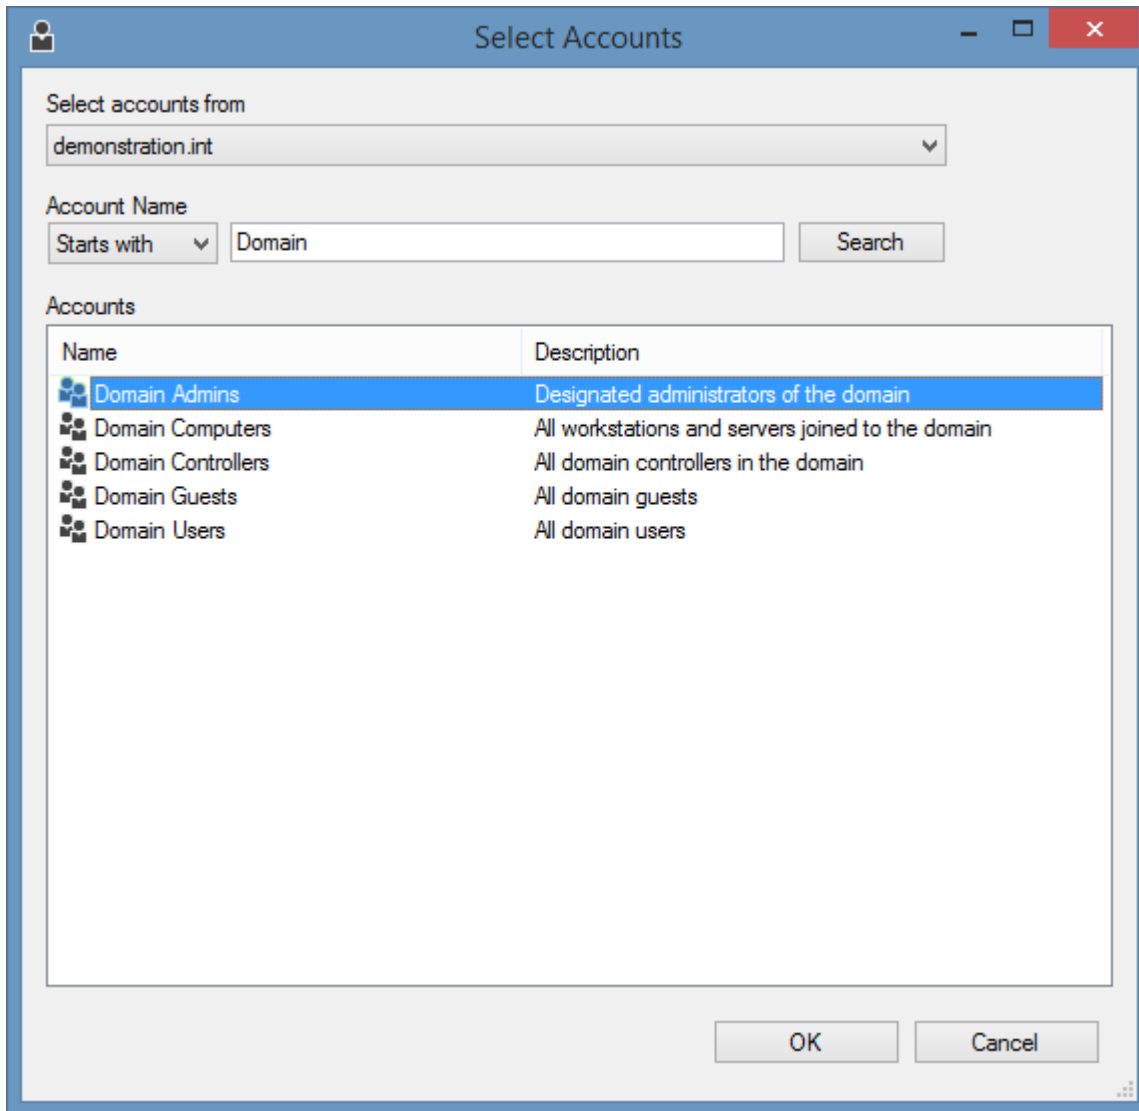 Select Accounts
Select accounts from
demonstration.int
Account Name
Starts with Domain Search
Accounts
Name Description
Domain Admins Designated administrators of the domain
Domain Computers All workstations and servers joined to the domain
Domain Controllers All domain controllers in the domain
Domain Guests All domain guests
Domain Users All domain users
OK Cancel